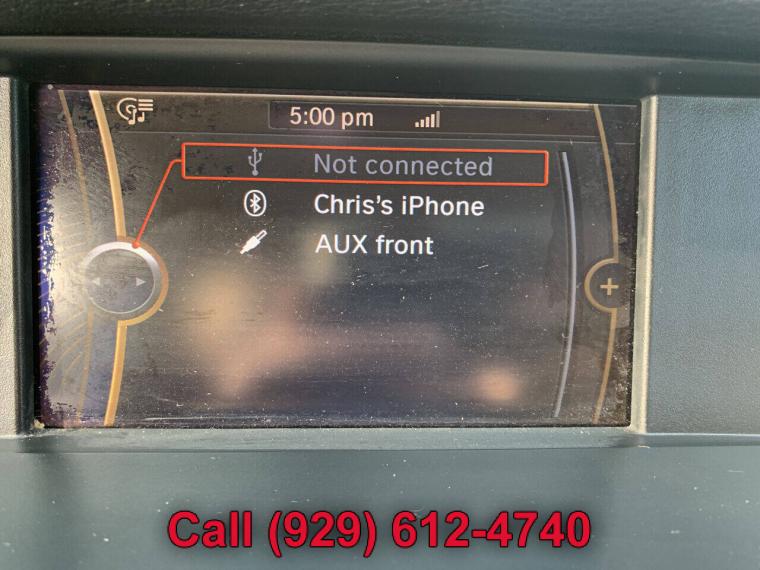 5:00 pm
Not connected
Chris's iPhone
AUX front
+
Call (929) 612-4740